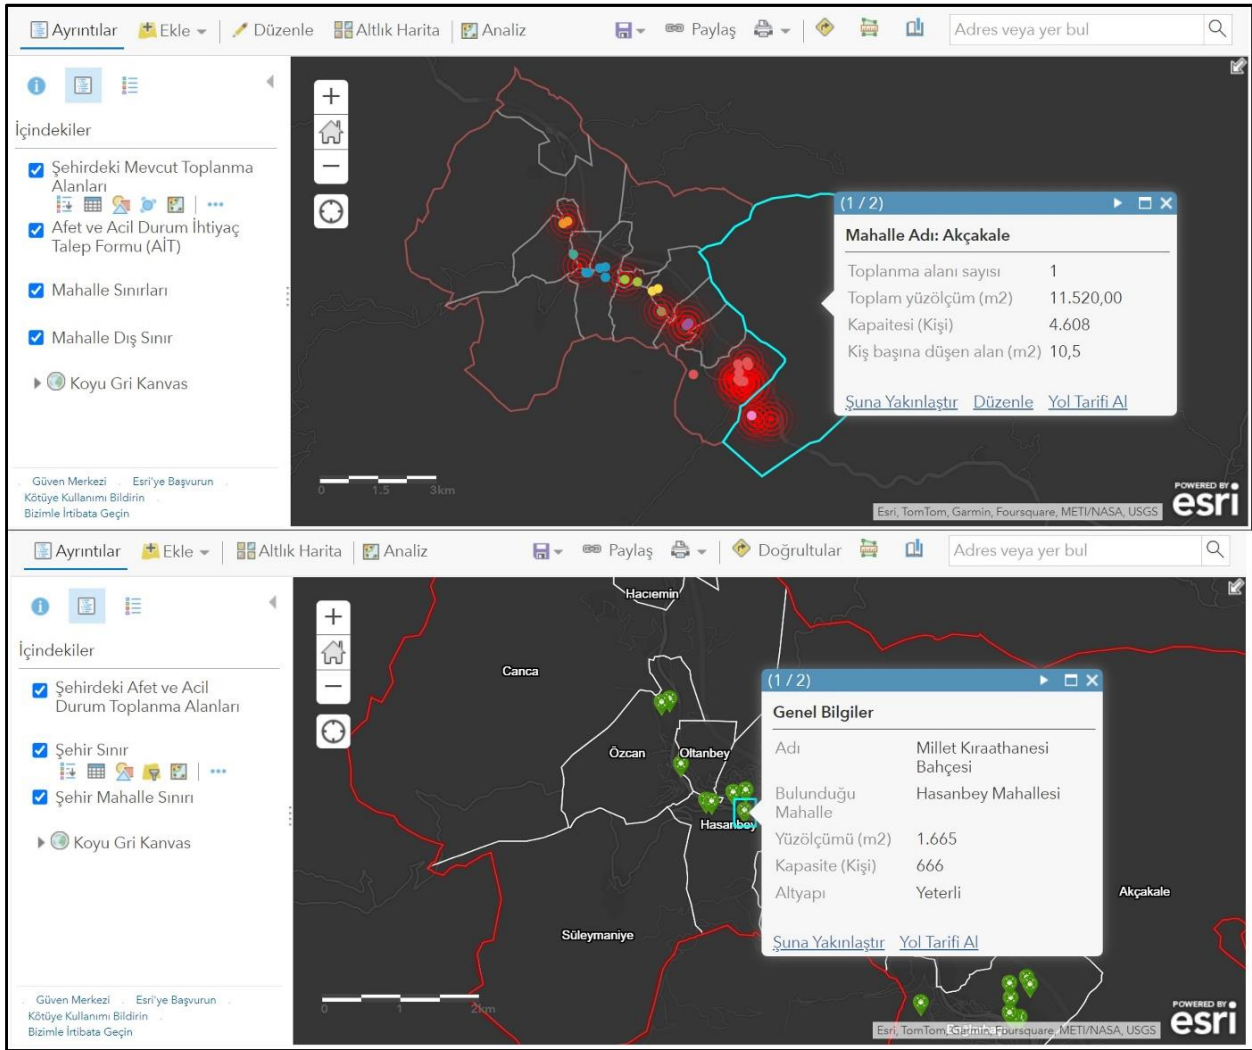 Ayrıntılar Ekle Düzenle Altlık Harita Analiz Paylaş Adres veya yer bul
İçindekiler
Şehirdeki Mevcut Toplanma
Alanları
Afet ve Acil Durum İhtiyaç
Talep Formu (AİT)
Mahalle Sınırları
Mahalle Dış Sınır
Koyu Gri Kanvas
Güven Merkezi . Esri'ye Başvurun .
Kötüye Kullanımı Bildirin .
Bizimle İrtibata Geçin
(1 / 2)
Mahalle Adı: Akçakale
Toplanma alanı sayısı 1
Toplam yüzölçüm (m2) 11.520,00
Kapaitesi (Kişi) 4.608
Kiş başına düşen alan (m2) 10,5
Şuna Yakınlaştır Düzenle Yol Tarifi Al
0 1.5 3km
Esri, TomTom, Garmin, Foursquare, METI/NASA, USGS
POWERED BY
esri
Ayrıntılar Ekle Altlık Harita Analiz Paylaş Doğrultular Adres veya yer bul
İçindekiler
Şehirdeki Afet ve Acil
Durum Toplanma Alanları
Şehir Sınır
Şehir Mahalle Sınırı
Koyu Gri Kanvas
Güven Merkezi . Esri'ye Başvurun .
Kötüye Kullanımı Bildirin .
Bizimle İrtibata Geçin
Hacıemin
Canca
Özcan
Oltanbey
Hasanbey
Süleymaniye
Akçakale
(1 / 2)
Genel Bilgiler
Adı Millet Kıraathanesi
Bahçesi
Bulunduğu Hasanbey Mahallesi
Mahalle
Yüzölçümü (m2) 1.665
Kapasite (Kişi) 666
Altyapı Yeterli
Şuna Yakınlaştır Yol Tarifi Al
0 1 2km
Esri, TomTom, Garmin, Foursquare, METI/NASA, USGS
POWERED BY
esri